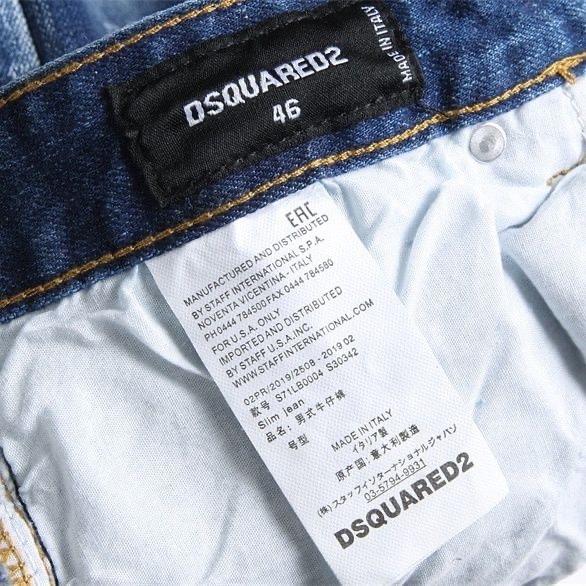 DSQUARED2
46
MADE IN ITALY
EAC
MANUFACTURED AND DISTRIBUTED
BY STAFF INTERNATIONAL S.P.A.
NOVENTA VICENTINA - ITALY
PH 0444 784500 FAX 0444 784580
FOR U.S.A. ONLY
IMPORTED AND DISTRIBUTED
BY STAFF U.S.A., INC.
WWW.STAFFINTERNATIONAL.COM
02PR/2019/2508 - 2019 02
款号 S71LB0004 S30342
Slim jean
品名: 男式牛仔裤
号型
MADE IN ITALY
イタリア製
原产国: 意大利制造
(株) スタッフインターナショナルジャパン
03-5794-9931
DSQUARED2